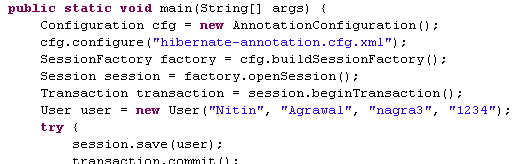 public static void main(String[] args) {
Configuration cfg = new AnnotationConfiguration();
cfg.configure("hibernate-annotation.cfg.xml");
SessionFactory factory = cfg.buildSessionFactory();
Session session = factory.openSession();
Transaction transaction = session.beginTransaction();
User user = new User("Nitin", "Agrawal", "nagra3", "1234");
try {
session.save(user);
transaction.commit();